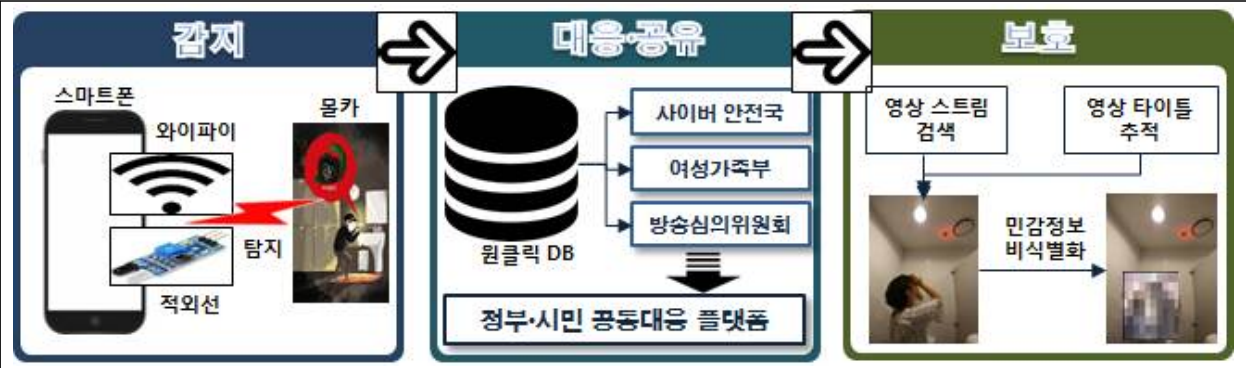 감지
스마트폰
와이파이
몰카
탐지
적외선
대응·공유
원클릭 DB
사이버 안전국
여성가족부
방송심의위원회
정부·시민 공동대응 플랫폼
보호
영상 스트림
검색
영상 타이틀
추적
민감정보
비식별화